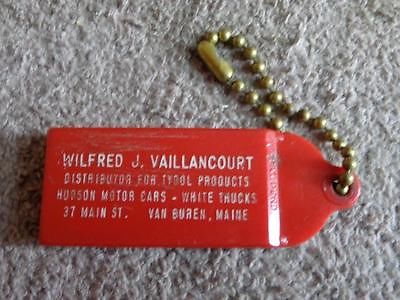 WILFRED J. VAILLANCOURT
DISTRIBUTOR FOR TYDOL PRODUCTS
HUDSON MOTOR CARS - WHITE TRUCKS
37 MAIN ST. VAN BUREN, MAINE